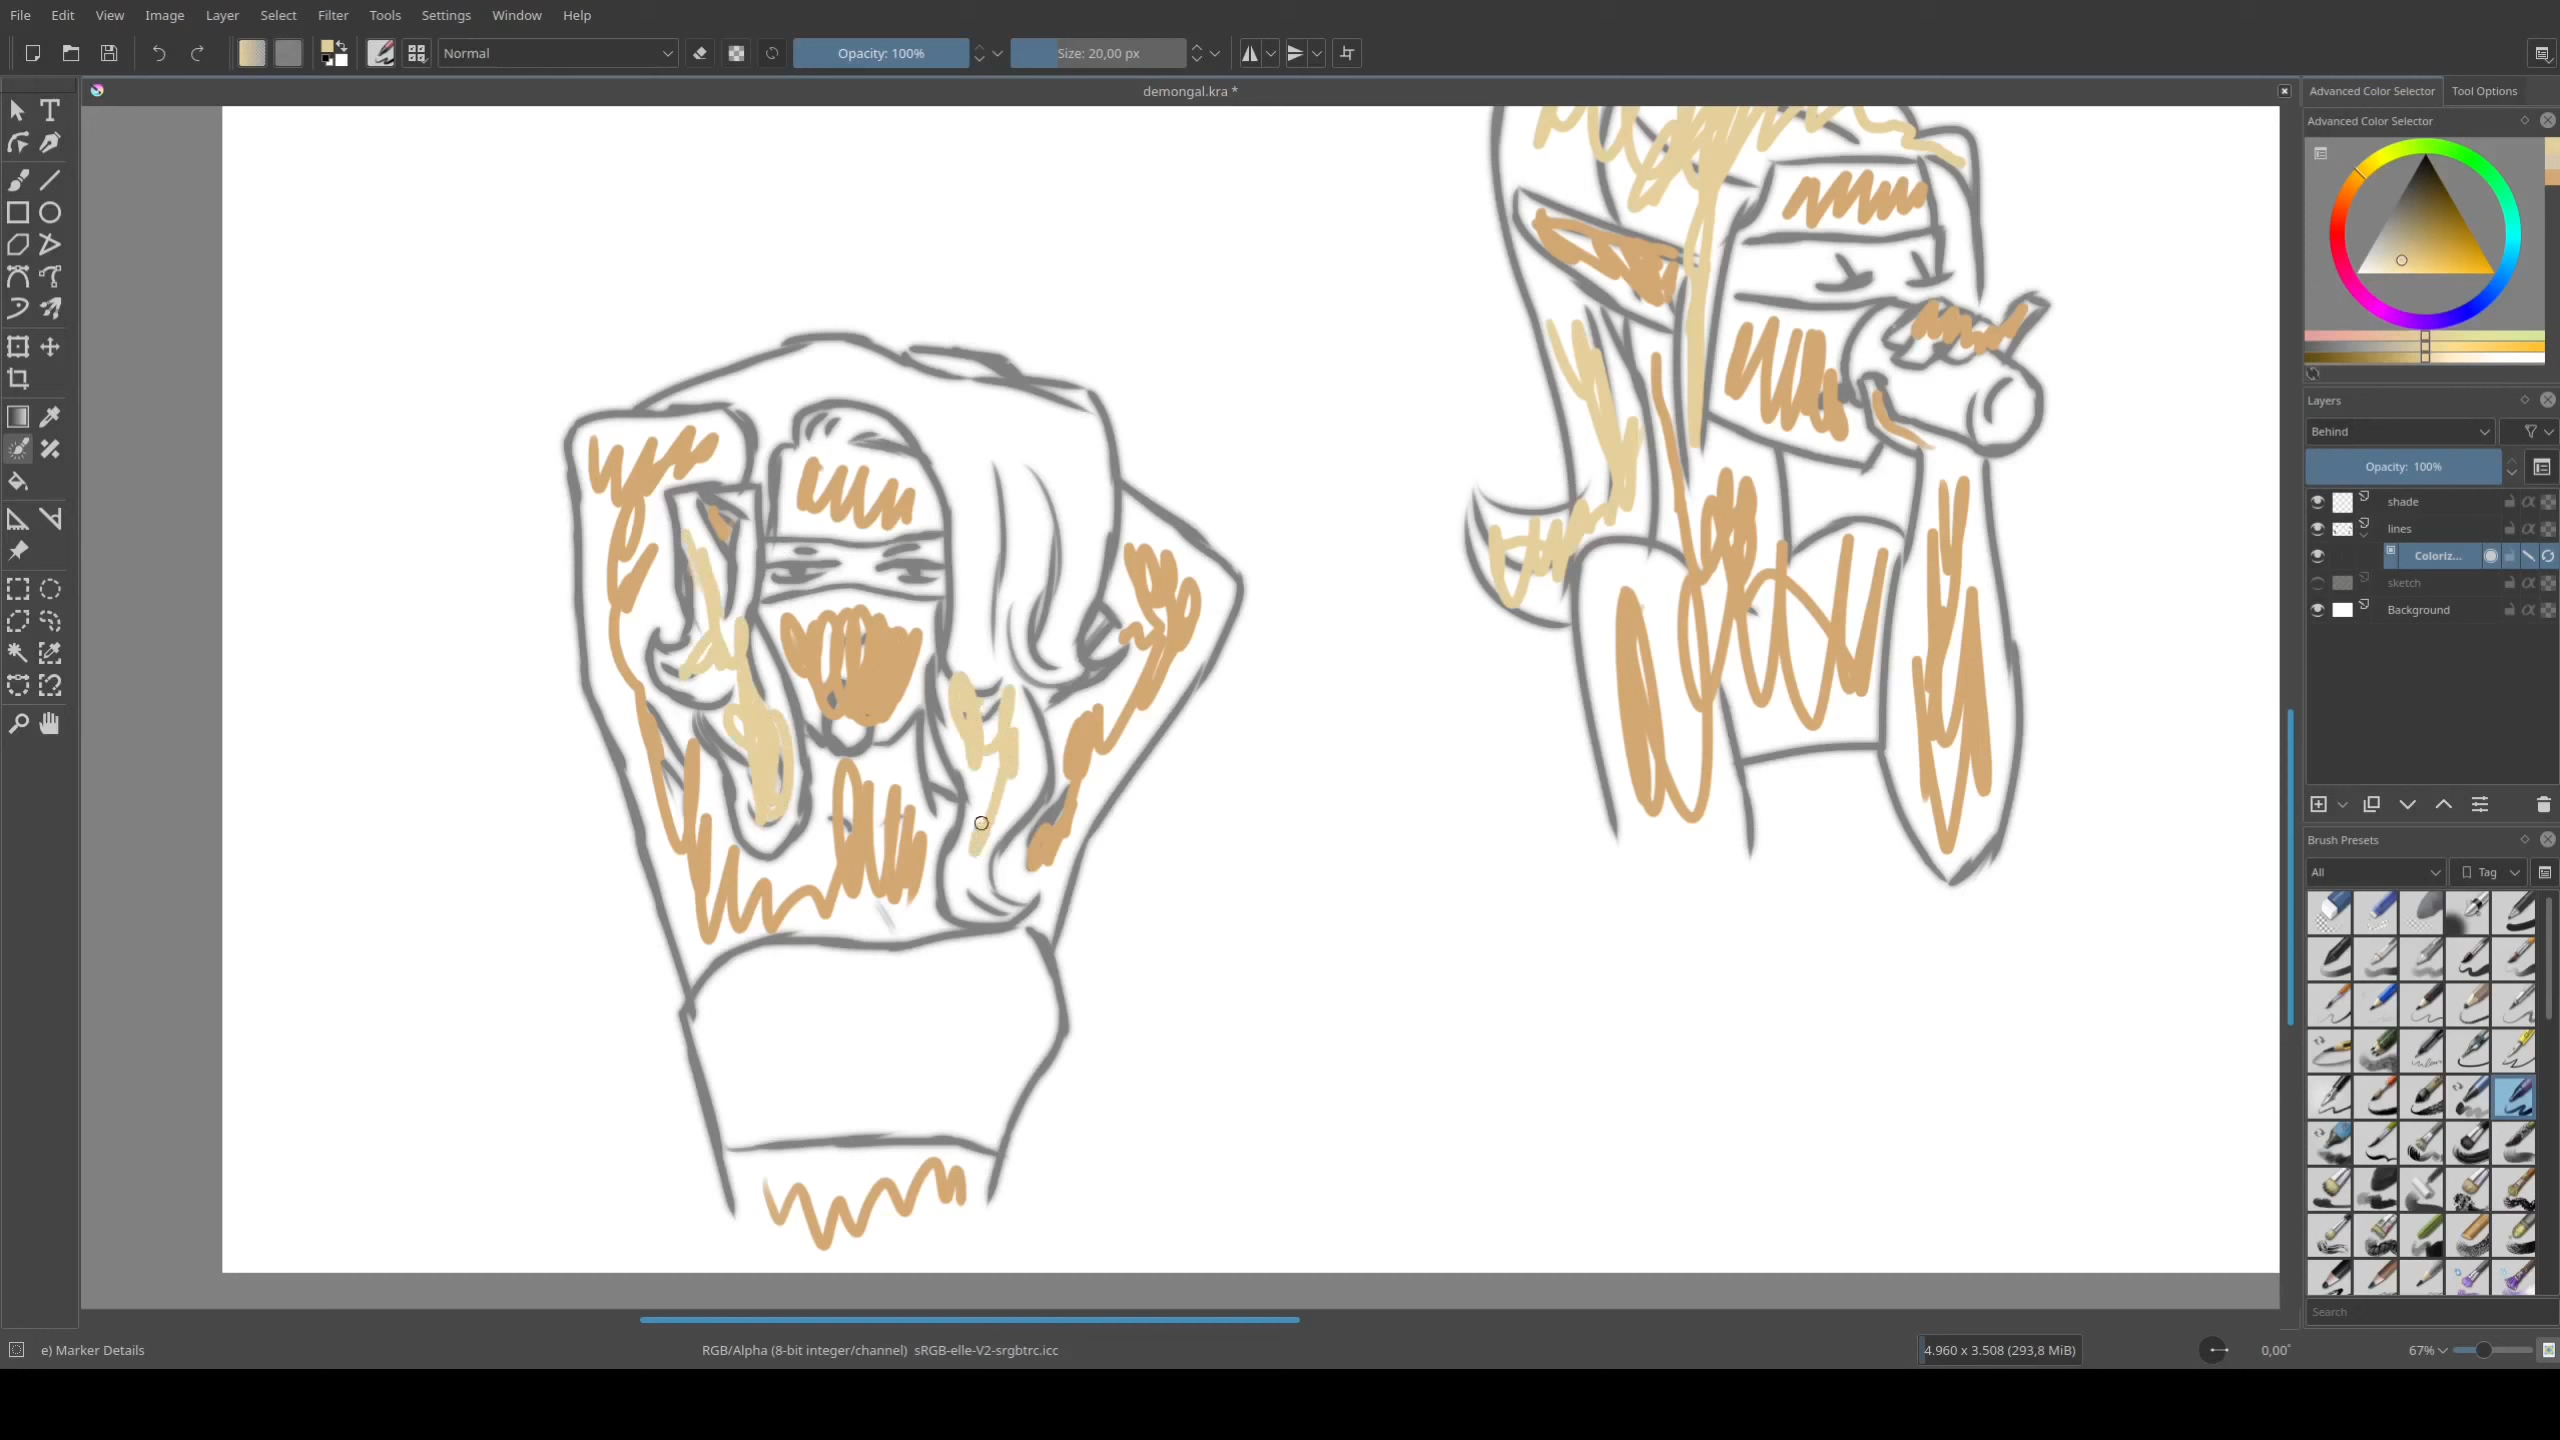 File Edit View Image Layer Select Filter Tools Settings Window Help
Normal Opacity: 100% Size: 20,00 px
demongal.kra *
Advanced Color Selector Tool Options
Advanced Color Selector
Layers
Behind
Opacity: 100%
shade
lines
Coloriz...
sketch
Background
Brush Presets
All Tag
Search
e) Marker Details RGB/Alpha (8-bit integer/channel) sRGB-elle-V2-srgbtrc.icc 4.960 x 3.508 (293,8 MiB) 0,00° 67%